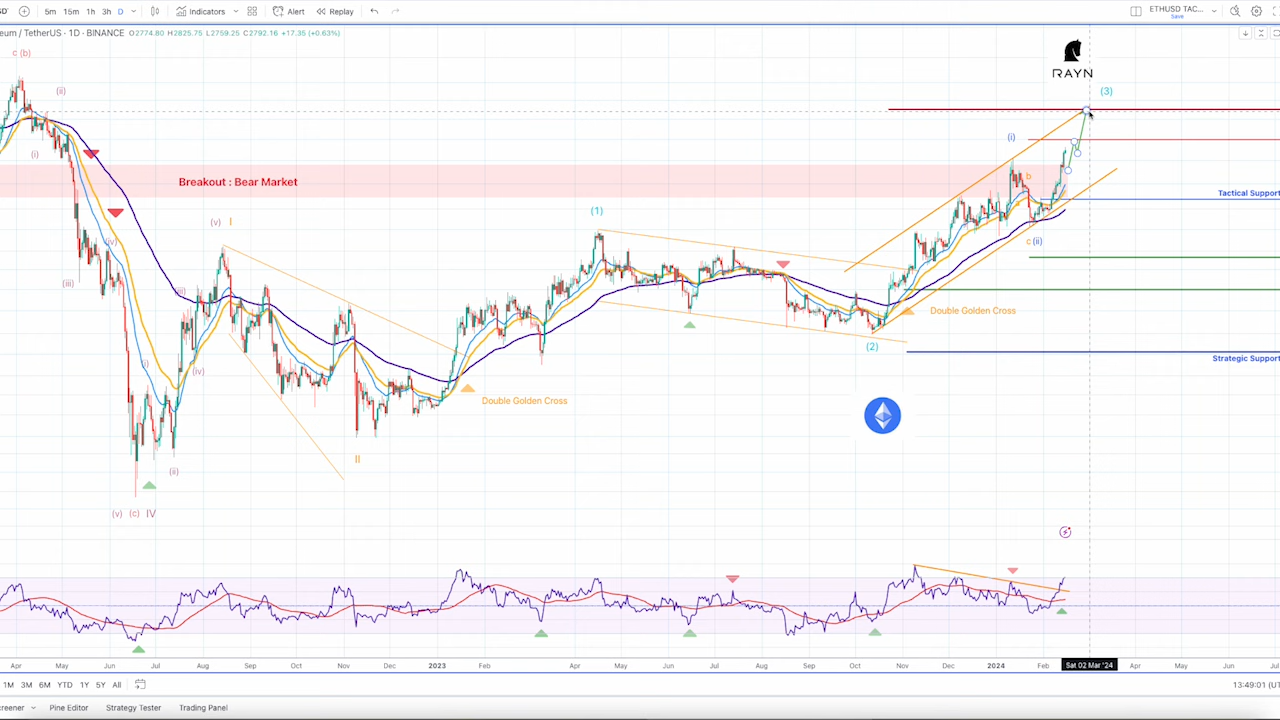 5m 15m 1h 3h D Indicators Alert Replay ETHUSD TAC...
Save
eum / TetherUS · 1D · BINANCE O2774.80 H2825.75 L2759.25 C2792.16 +17.35 (+0.63%)
RAYN
c (b)
(ii)
(3)
(i)
(i)
Breakout : Bear Market
b
Tactical Support
(1)
(v) I
a
(iv)
c (ii)
(iii)
(iii)
Double Golden Cross
(2)
Strategic Support
(i)
(iv)
Double Golden Cross
II
(ii)
(v) (c) IV
Apr May Jun Jul Aug Sep Oct Nov Dec 2023 Feb Apr May Jun Jul Aug Sep Oct Nov Dec 2024 Feb Sat 02 Mar '24 Apr May Jun Jul
1M 3M 6M YTD 1Y 5Y All 13:49:01 (UT
creener Pine Editor Strategy Tester Trading Panel